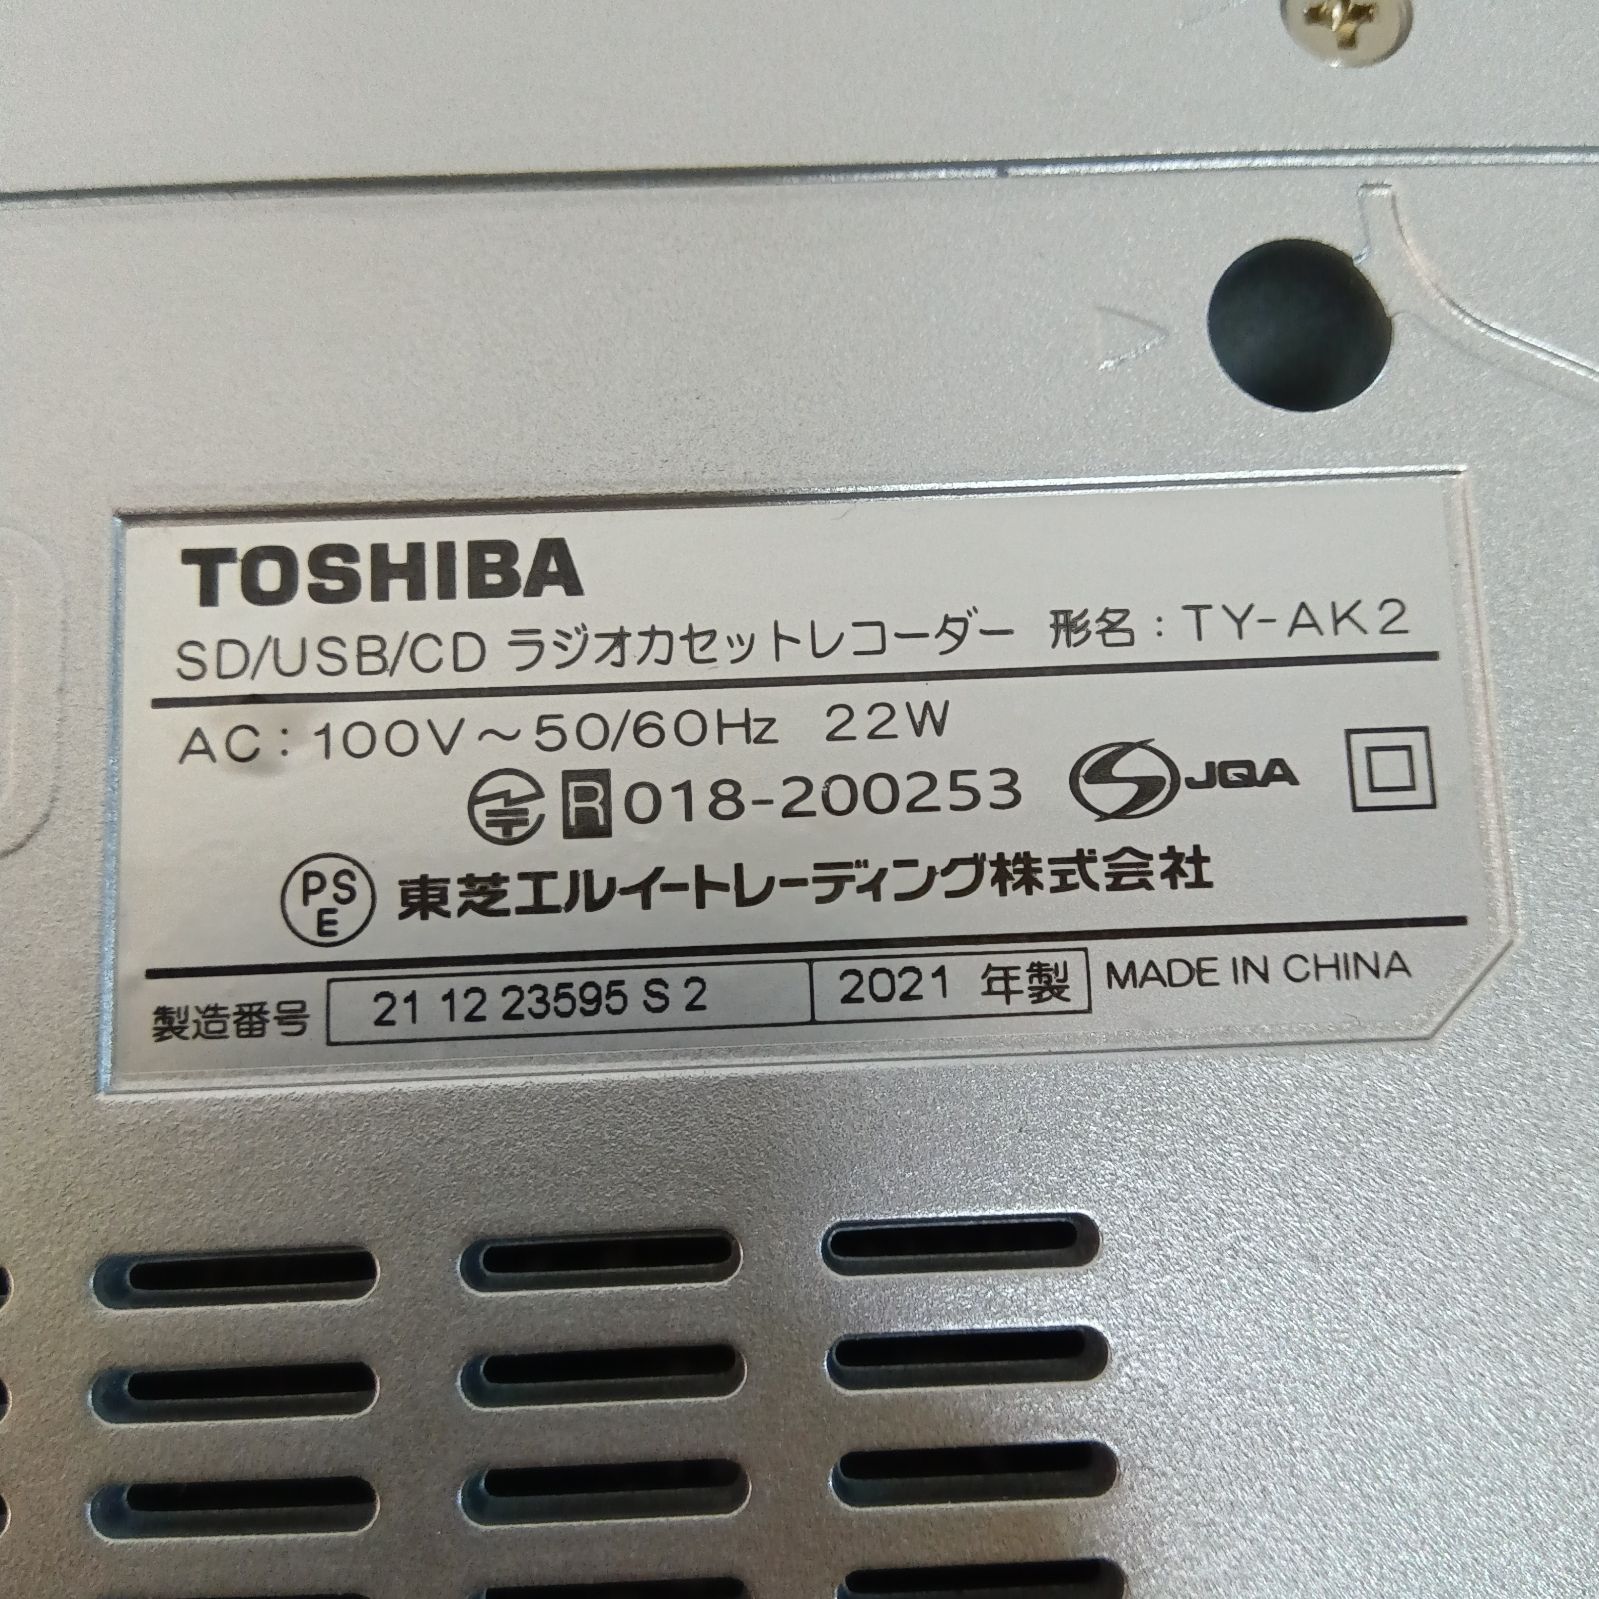 TOSHIBA
SD/USB/CD ラジオカセットレコーダー 形名：TY-AK2
AC：100V～50/60Hz 22W
R 018-200253 S JQA
PSE 東芝エルイートレーディング株式会社
製造番号 21 12 23595 S 2 2021 年製 MADE IN CHINA